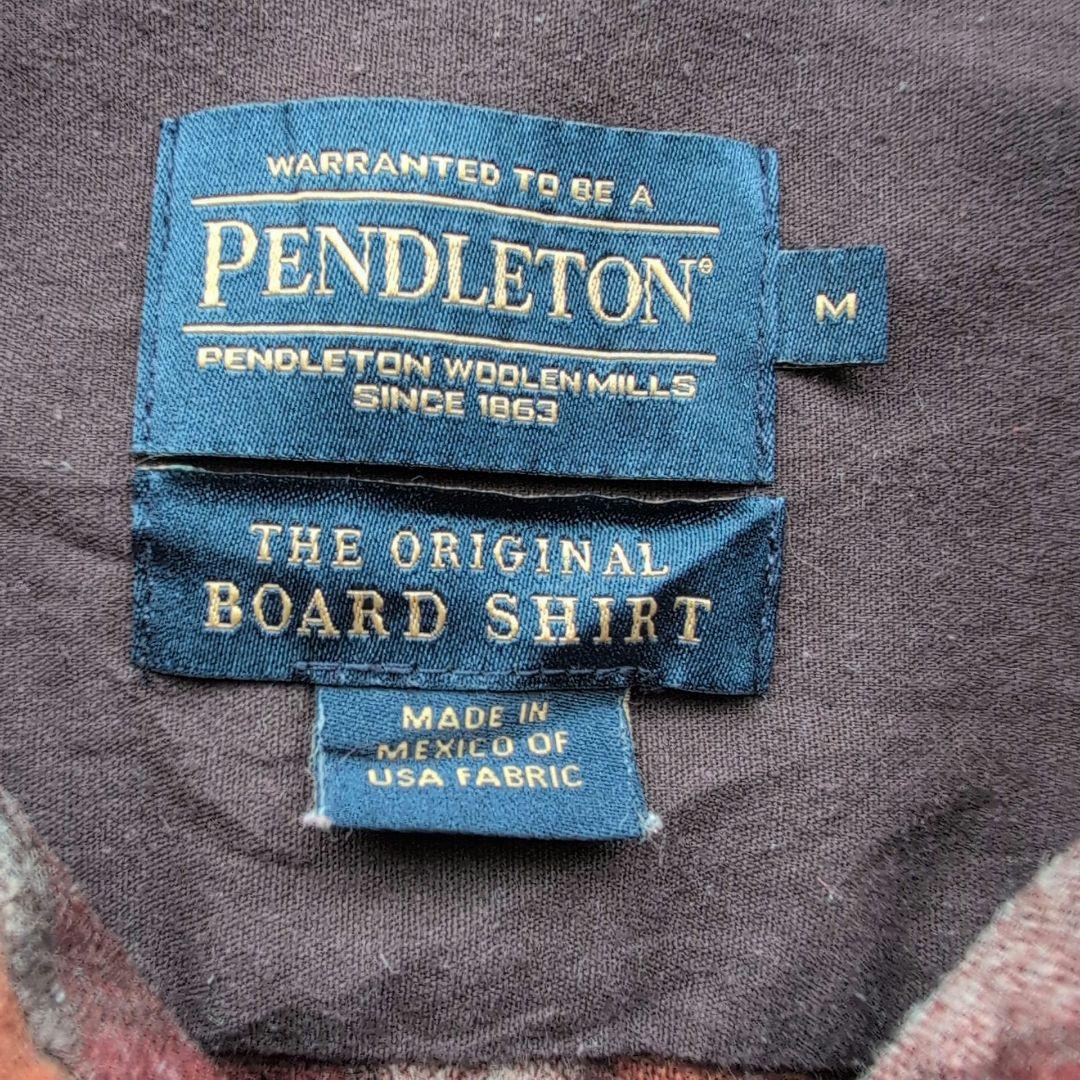 WARRANTED TO BE A
PENDLETON®
M
PENDLETON WOOLEN MILLS
SINCE 1863
THE ORIGINAL
BOARD SHIRT
MADE IN
MEXICO OF
USA FABRIC